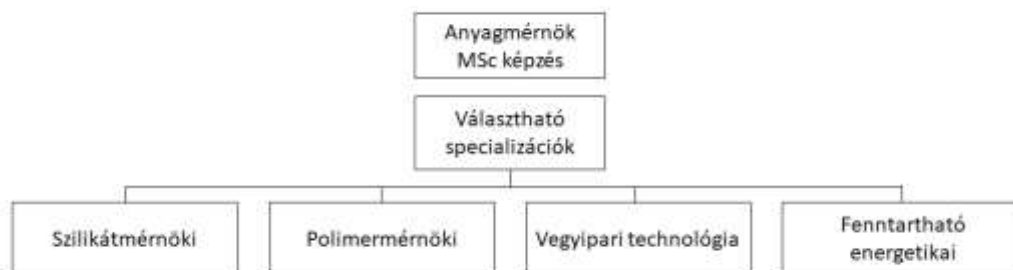 Anyagmérnök
MSc képzés
Választható
specializációk
Szilikátmérnöki
Polimermérnöki
Vegyipari technológia
Fenntartható
energetikai